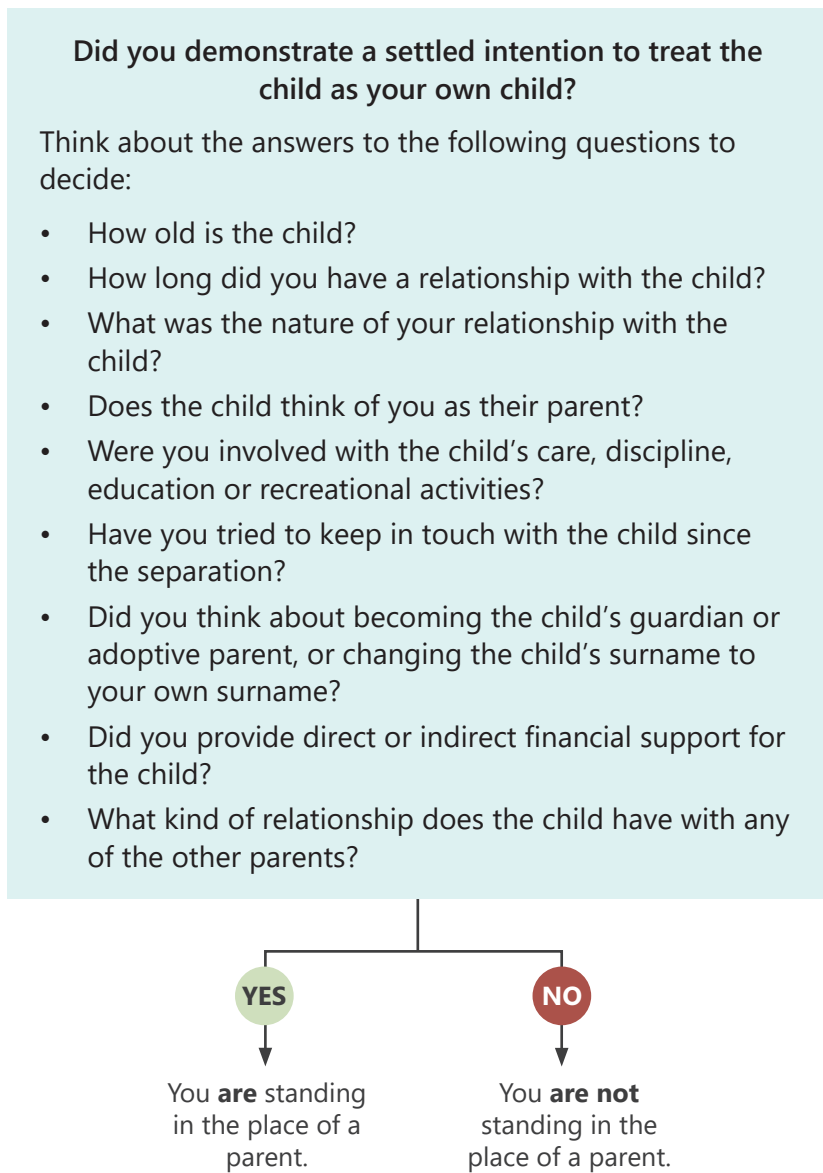 Did you demonstrate a settled intention to treat the
child as your own child?
Think about the answers to the following questions to
decide:
• How old is the child?
• How long did you have a relationship with the child?
• What was the nature of your relationship with the
child?
• Does the child think of you as their parent?
• Were you involved with the child’s care, discipline,
education or recreational activities?
• Have you tried to keep in touch with the child since
the separation?
• Did you think about becoming the child’s guardian or
adoptive parent, or changing the child’s surname to
your own surname?
• Did you provide direct or indirect financial support for
the child?
• What kind of relationship does the child have with any
of the other parents?
YES
You are standing
in the place of a
parent.
NO
You are not
standing in the
place of a parent.